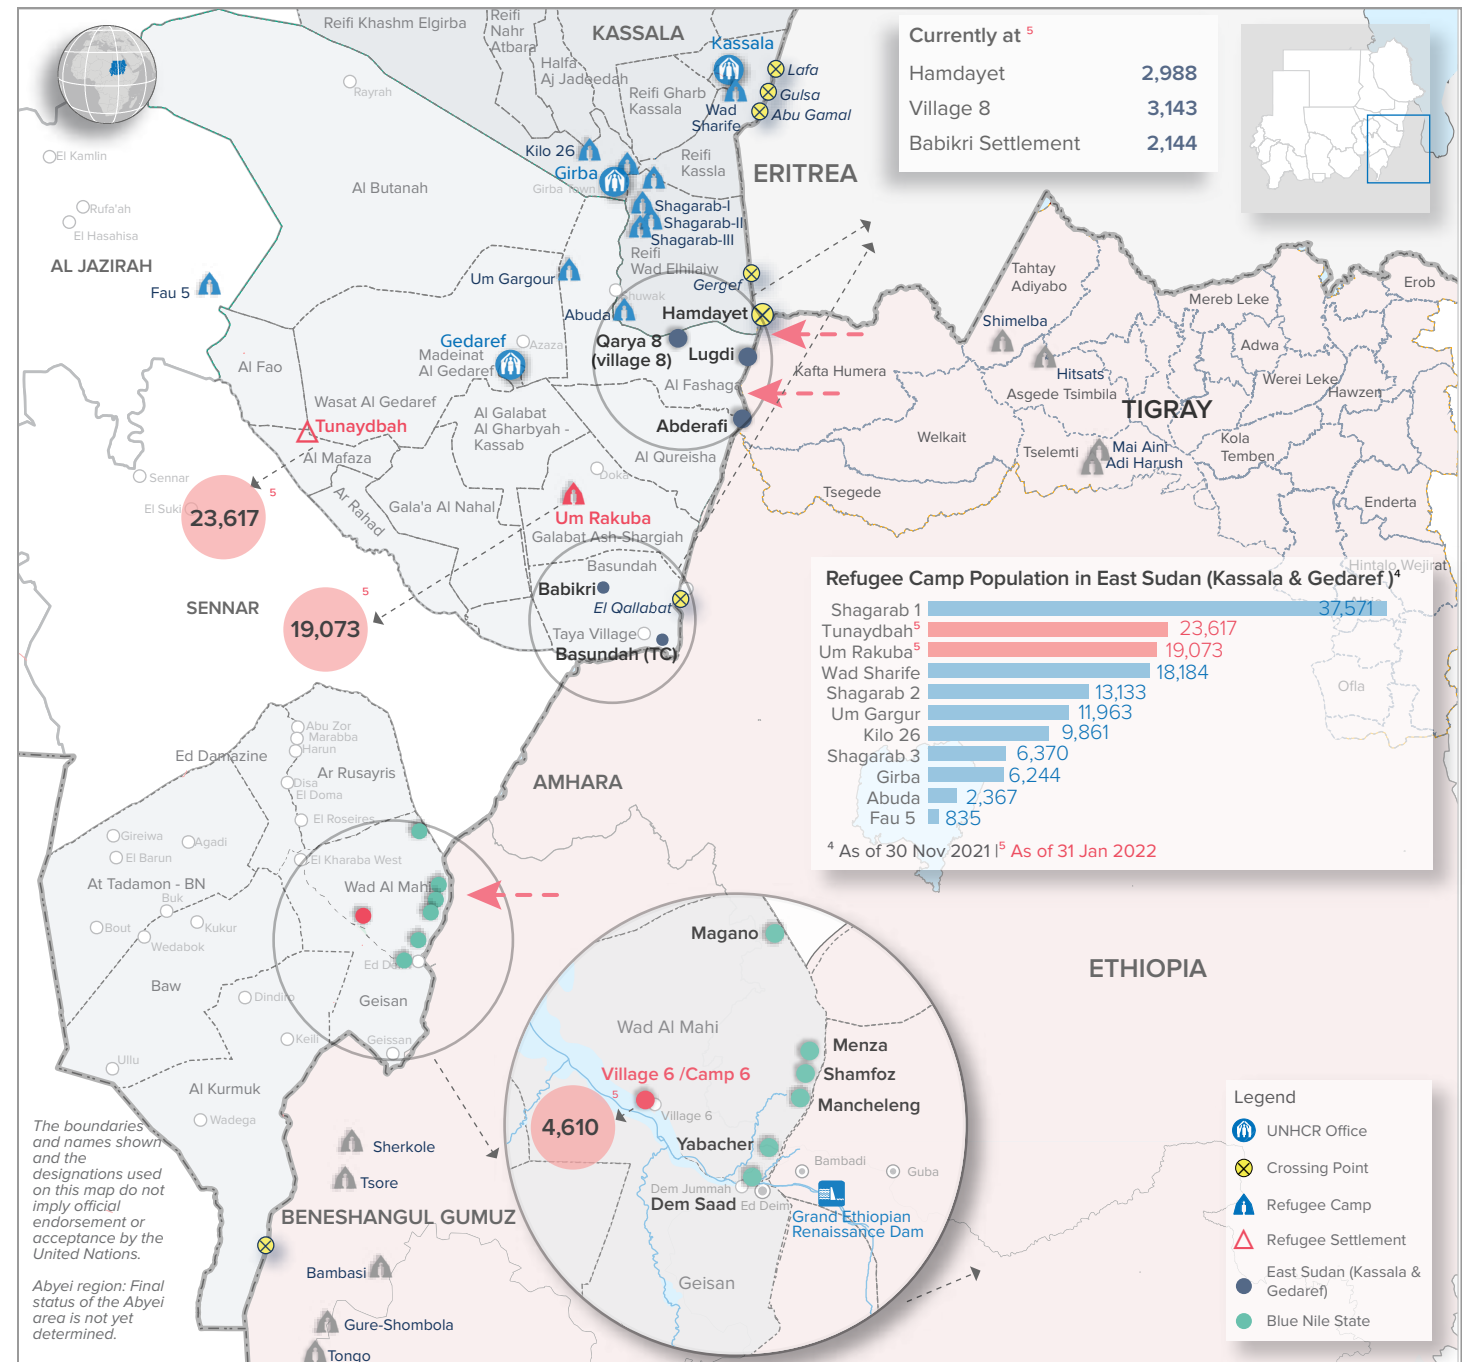 Reifi Khashm Elgirba
Reifi
Nahr
Atbara
KASSALA
Kassala
Halfa
Aj Jadeedah
Reifi Gharb
Kassala
Wad
Sharife
Lafa
Gulsa
Abu Gamal
Currently at 5
Hamdayet 2,988
Village 8 3,143
Babikri Settlement 2,144
Rayrah
El Kamlin
Kilo 26
Girba
Girba Town
Reifi
Kassla
ERITREA
Al Butanah
Rufa'ah
El Hasahisa
Shagarab-I
Shagarab-II
Shagarab-III
AL JAZIRAH
Fau 5
Reifi
Wad Elhilaiw
Um Gargour
Gergef
Shuwak
Abuda
Hamdayet
Tahtay
Adiyabo
Mereb Leke
Erob
Shimelba
Gedaref
Azaza
Madeinat
Al Gedaref
Qarya 8
(village 8)
Lugdi
Al Fashaga
Kafta Humera
Hitsats
Adwa
Werei Leke
Hawzen
Asgede Tsimbila
TIGRAY
Al Fao
Wasat Al Gedaref
Tunaydbah
Al Mafaza
Al Galabat
Al Gharbyah -
Kassab
Abderafi
Al Qureisha
Welkait
Tselemti
Mai Aini
Adi Harush
Kola
Temben
Sennar
El Suki
23,617
5
Ar Rahad
Gala'a Al Nahal
Doka
Um Rakuba
Galabat Ash-Shargiah
Tsegede
Enderta
Hintalo Wejirat
Basundah
Babikri
El Qallabat
SENNAR
19,073
5
Taya Village
Basundah (TC)
Refugee Camp Population in East Sudan (Kassala & Gedaref )4
Shagarab 1 37,571
Tunaydbah5 23,617
Um Rakuba5 19,073
Wad Sharife 18,184
Shagarab 2 13,133
Um Gargur 11,963
Kilo 26 9,861
Shagarab 3 6,370
Girba 6,244
Abuda 2,367
Fau 5 835
4 As of 30 Nov 2021 |5 As of 31 Jan 2022
Ofla
Abu Zor
Marabba
Harun
Ed Damazine
Ar Rusayris
Disa
El Doma
AMHARA
El Roseires
Gireiwa
Agadi
El Barun
El Kharaba West
At Tadamon - BN
Wad Al Mahi
Buk
Bout
Kukur
Wedabok
Baw
Dindiro
Geisan
Keili
Geissan
Ullu
Al Kurmuk
Wadega
Magano
ETHIOPIA
Wad Al Mahi
Menza
Shamfoz
Mancheleng
Village 6 /Camp 6
5
Village 6
4,610
Yabacher
Bambadi
Guba
Dem Jummah
Dem Saad
Ed Deim
Grand Ethiopian
Renaissance Dam
Geisan
The boundaries
and names shown
and the
designations used
on this map do not
imply official
endorsement or
acceptance by the
United Nations.
Abyei region: Final
status of the Abyei
area is not yet
determined.
Sherkole
Tsore
BENESHANGUL GUMUZ
Bambasi
Gure-Shombola
Tongo
Legend
UNHCR Office
Crossing Point
Refugee Camp
Refugee Settlement
East Sudan (Kassala &
Gedaref)
Blue Nile State